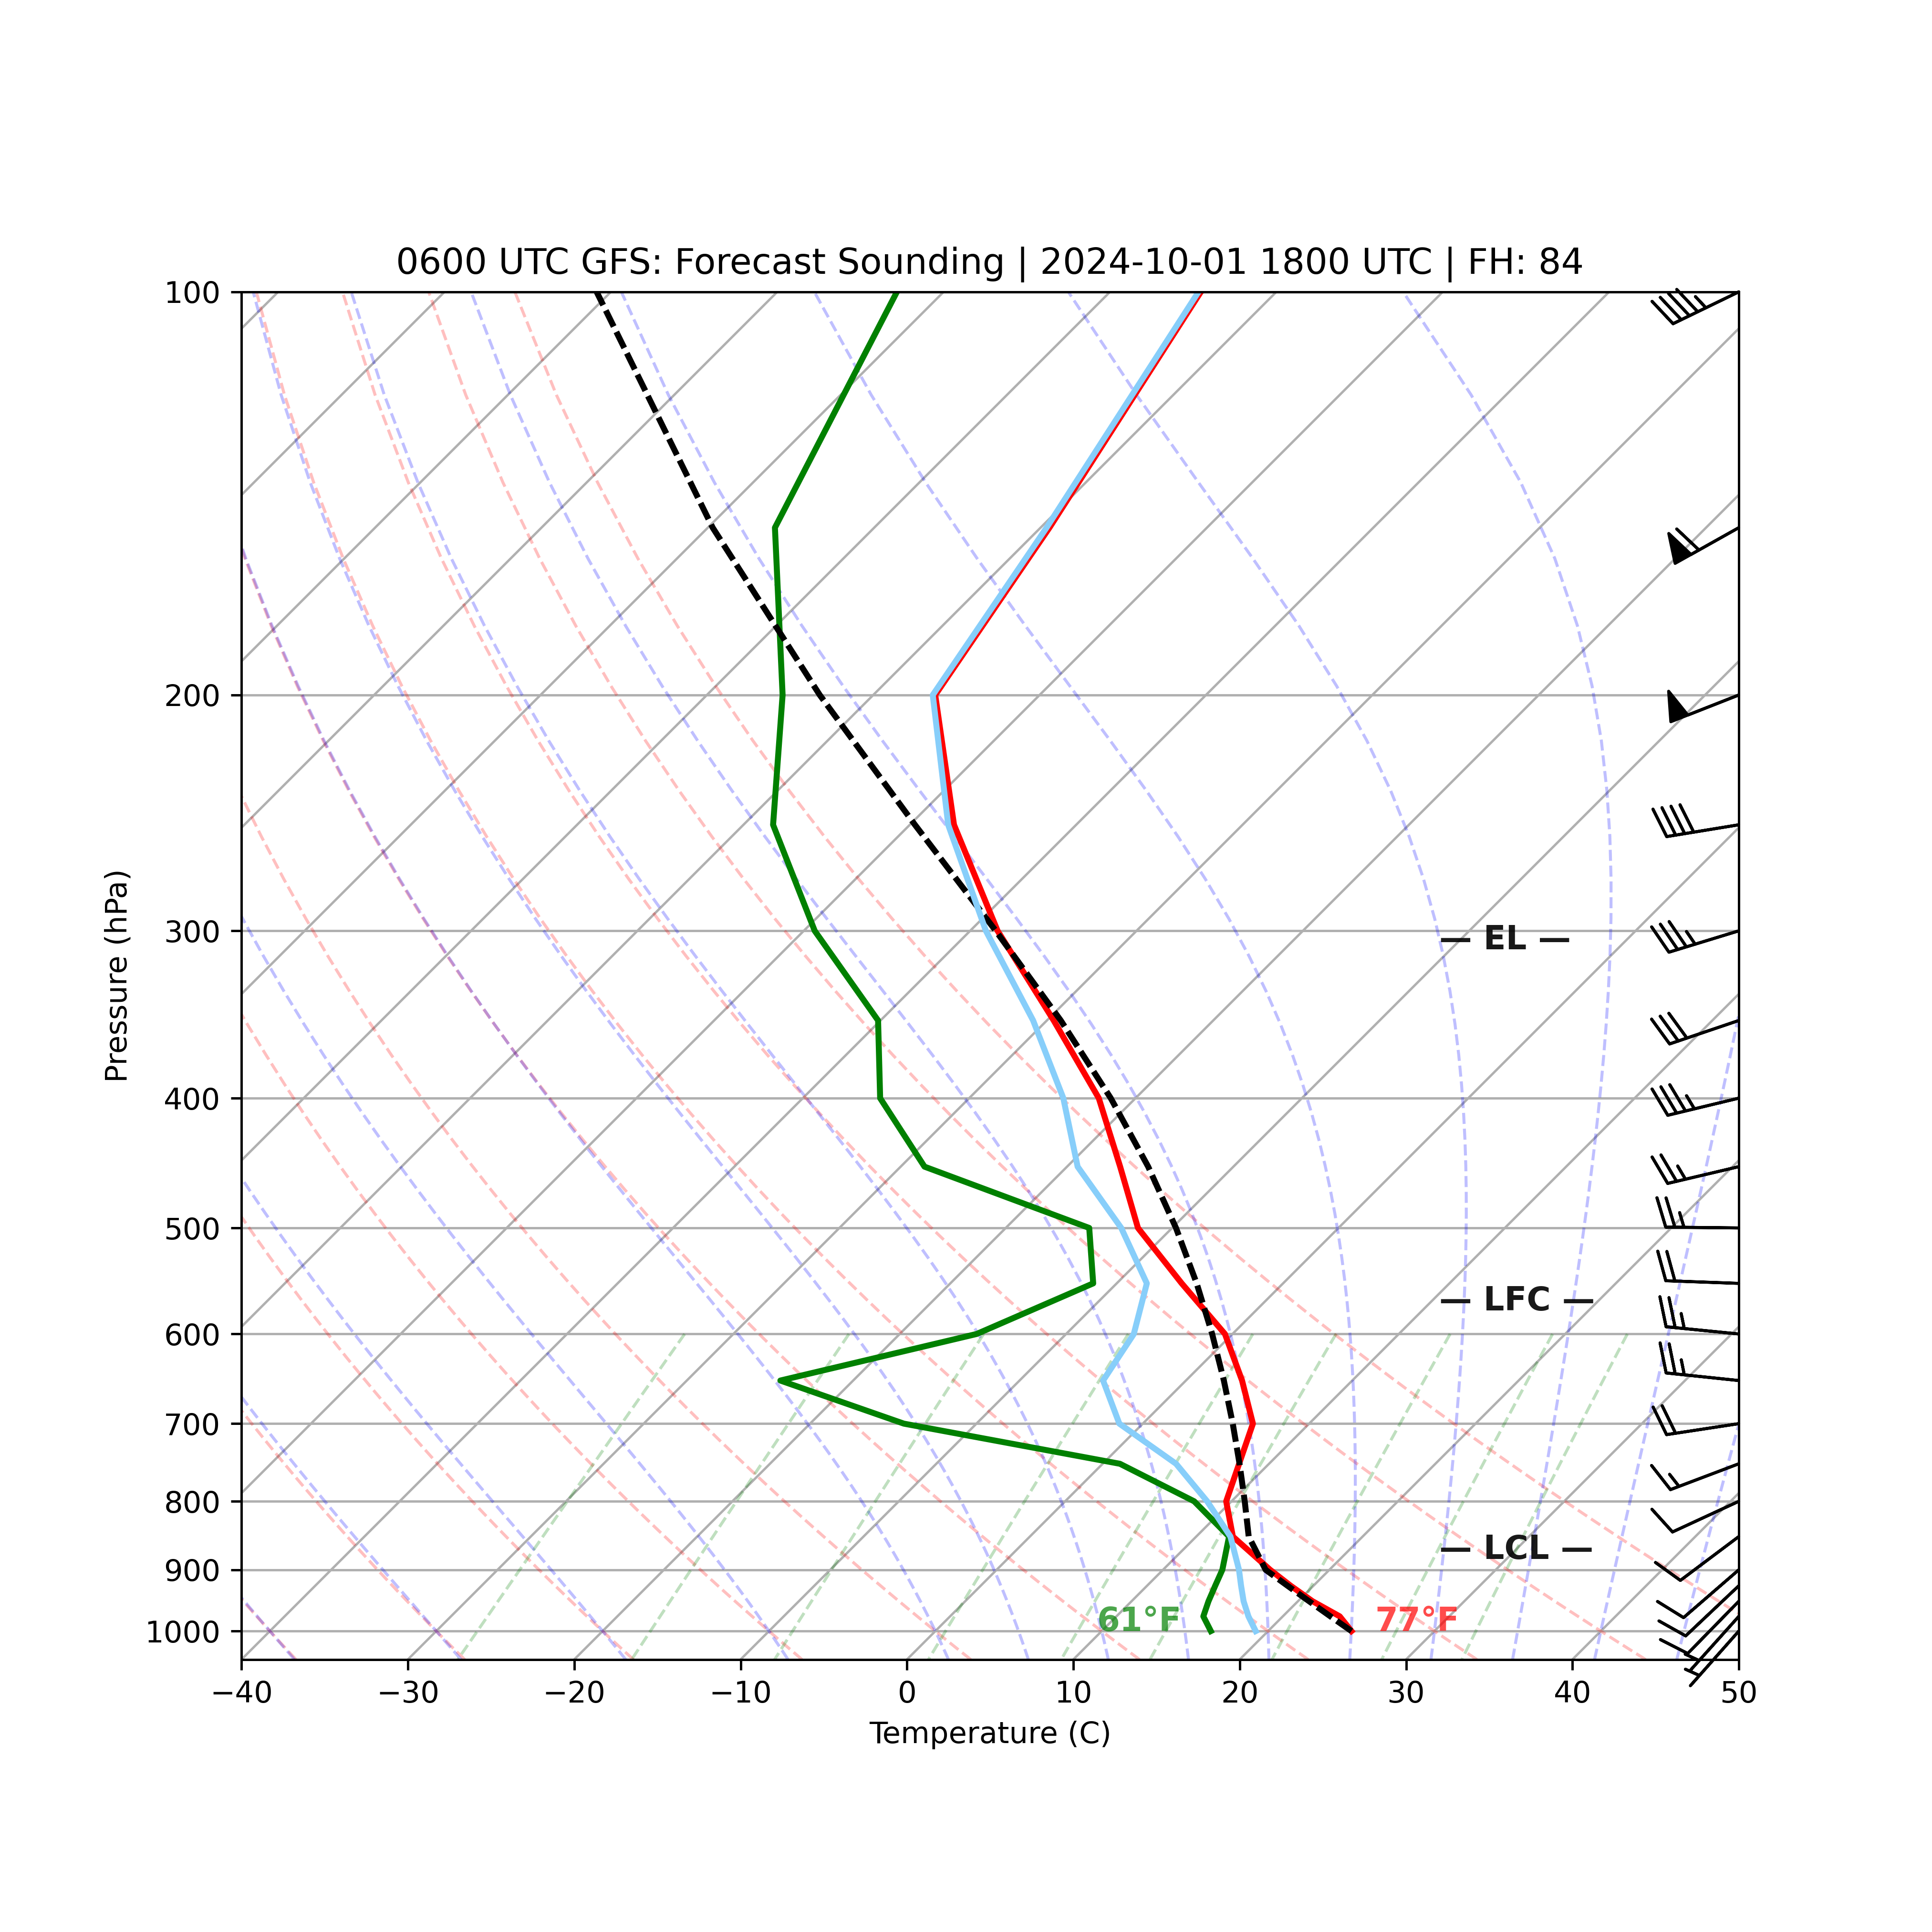 0600 UTC GFS: Forecast Sounding | 2024-10-01 1800 UTC | FH: 84
100
200
300
400
500
600
700
800
900
1000
Pressure (hPa)
— EL —
— LFC —
— LCL —
61°F
77°F
−40 −30 −20 −10 0 10 20 30 40 50
Temperature (C)